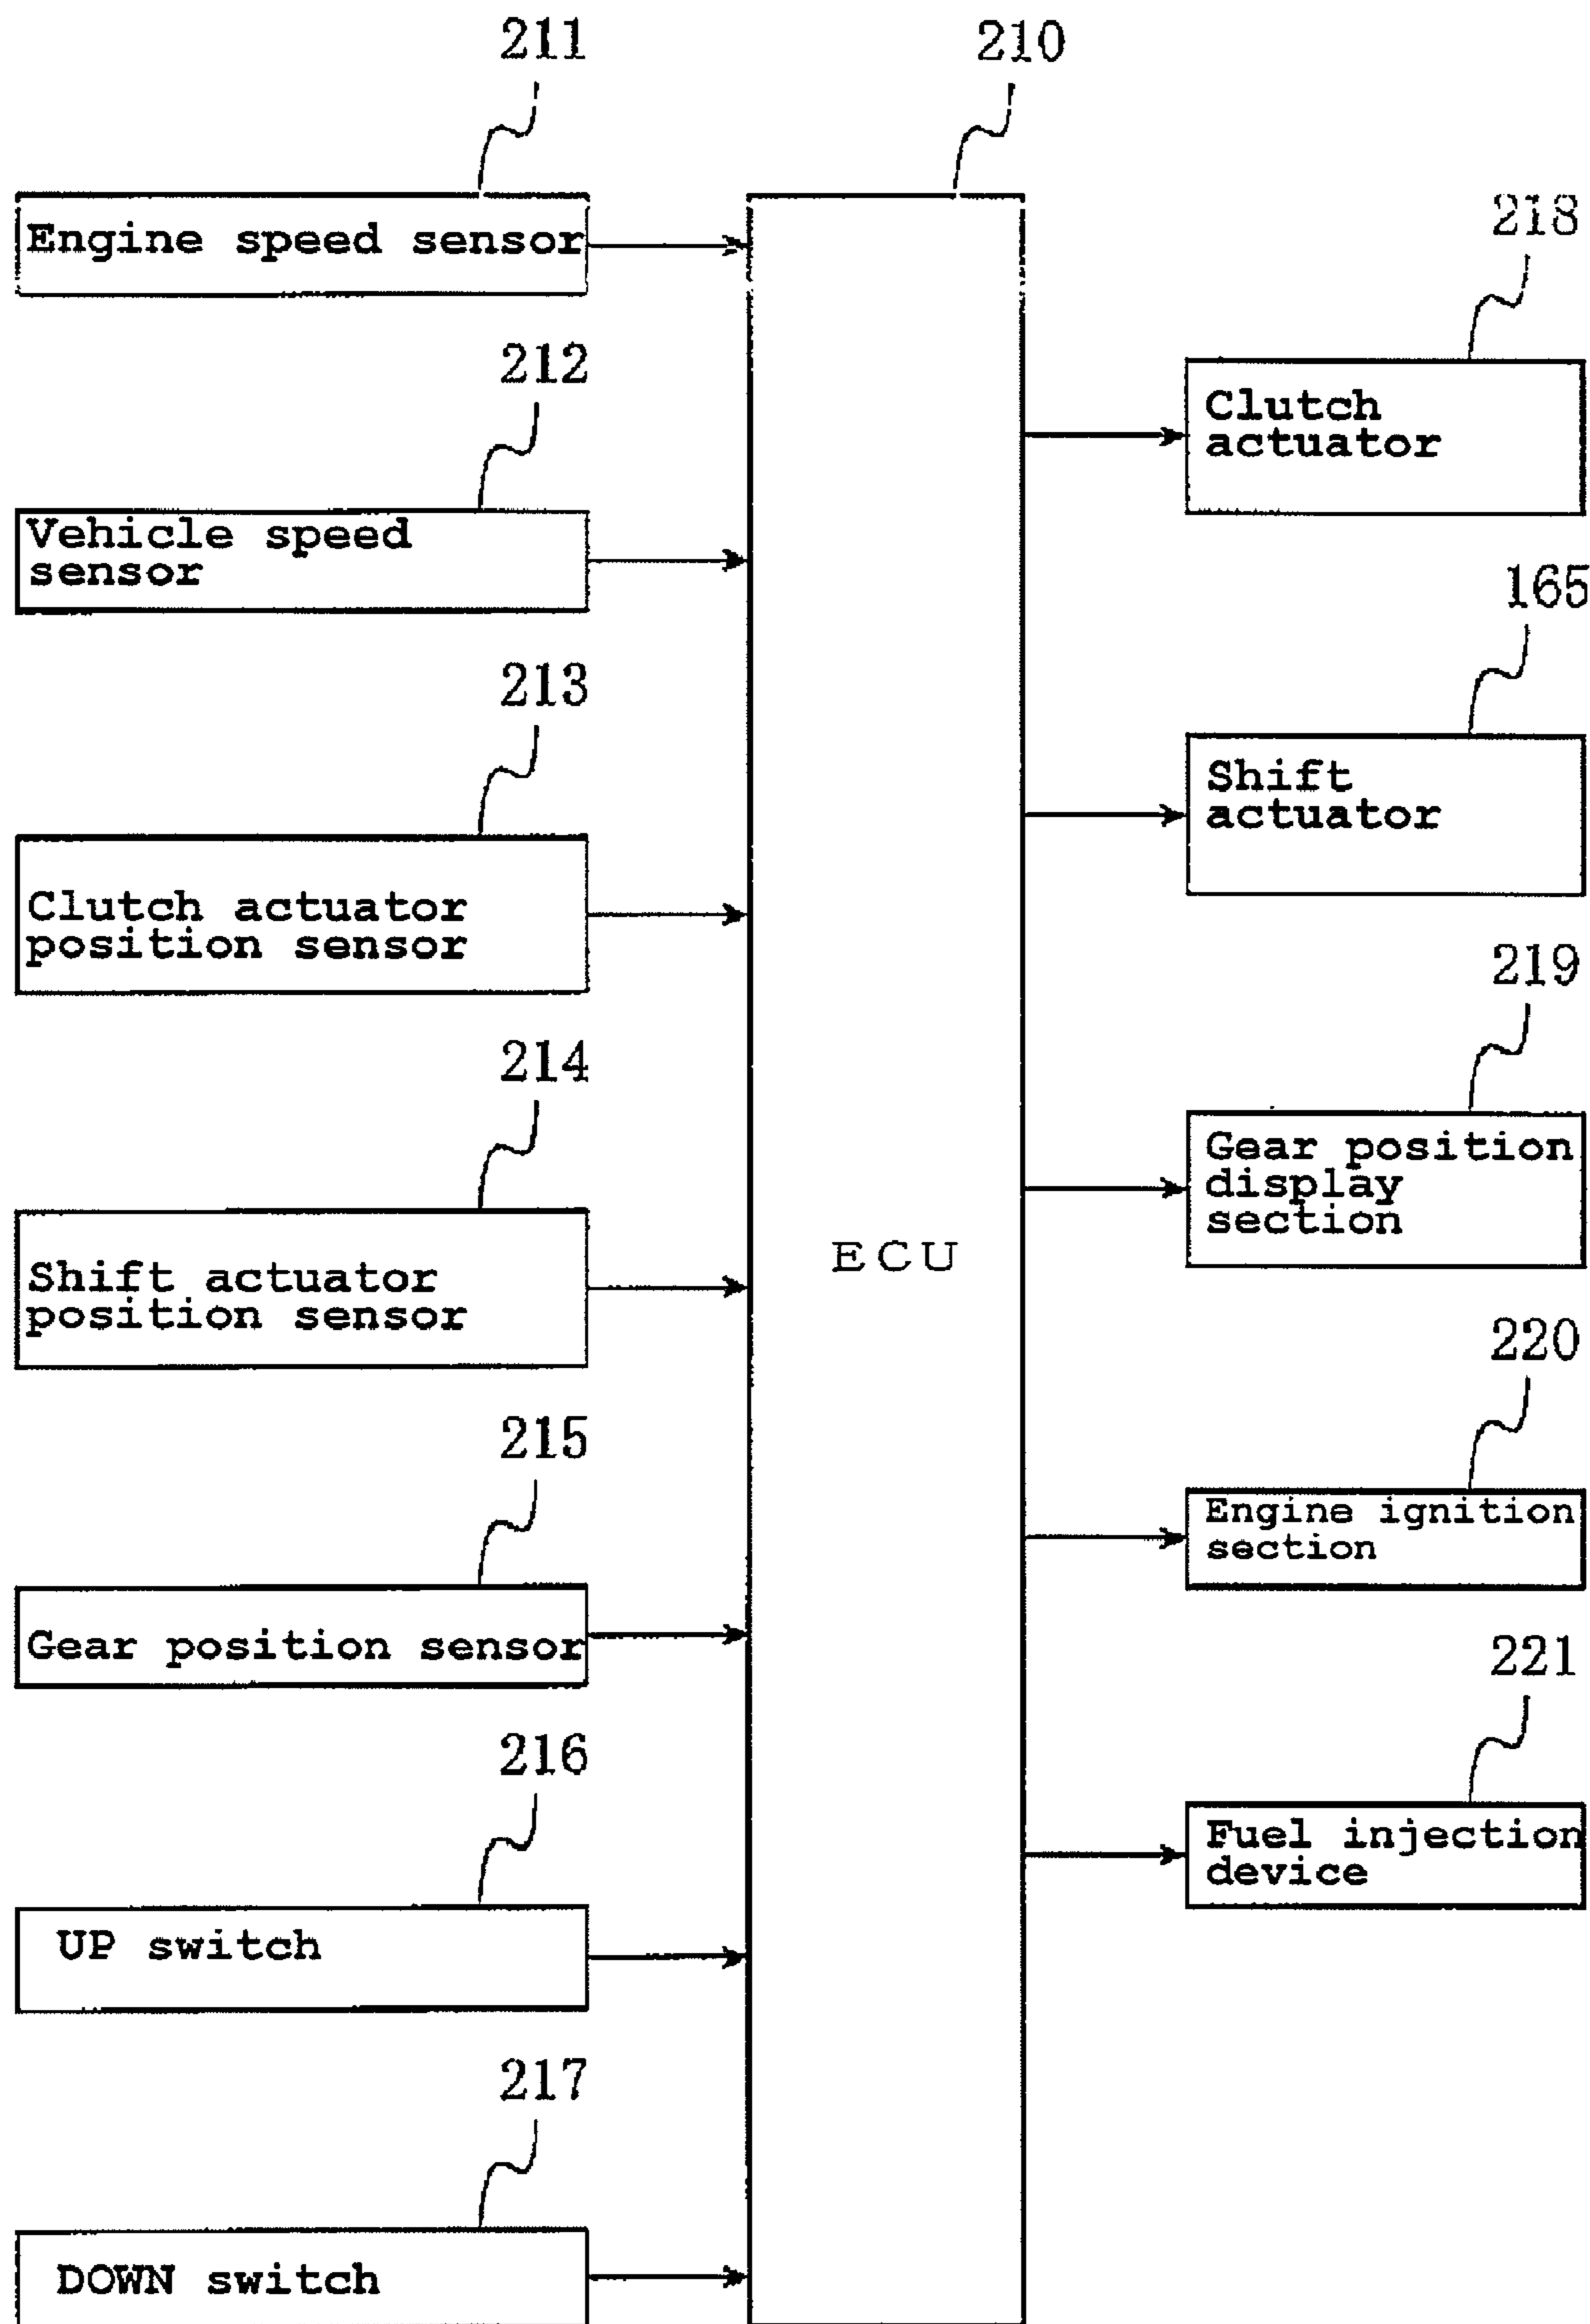 211
210
Engine speed sensor
218
212
Clutch
actuator
Vehicle speed
sensor
165
213
Shift
actuator
Clutch actuator
position sensor
219
214
Gear position
display
section
ECU
Shift actuator
position sensor
220
215
Engine ignition
section
Gear position sensor
221
216
Fuel injection
device
UP switch
217
DOWN switch